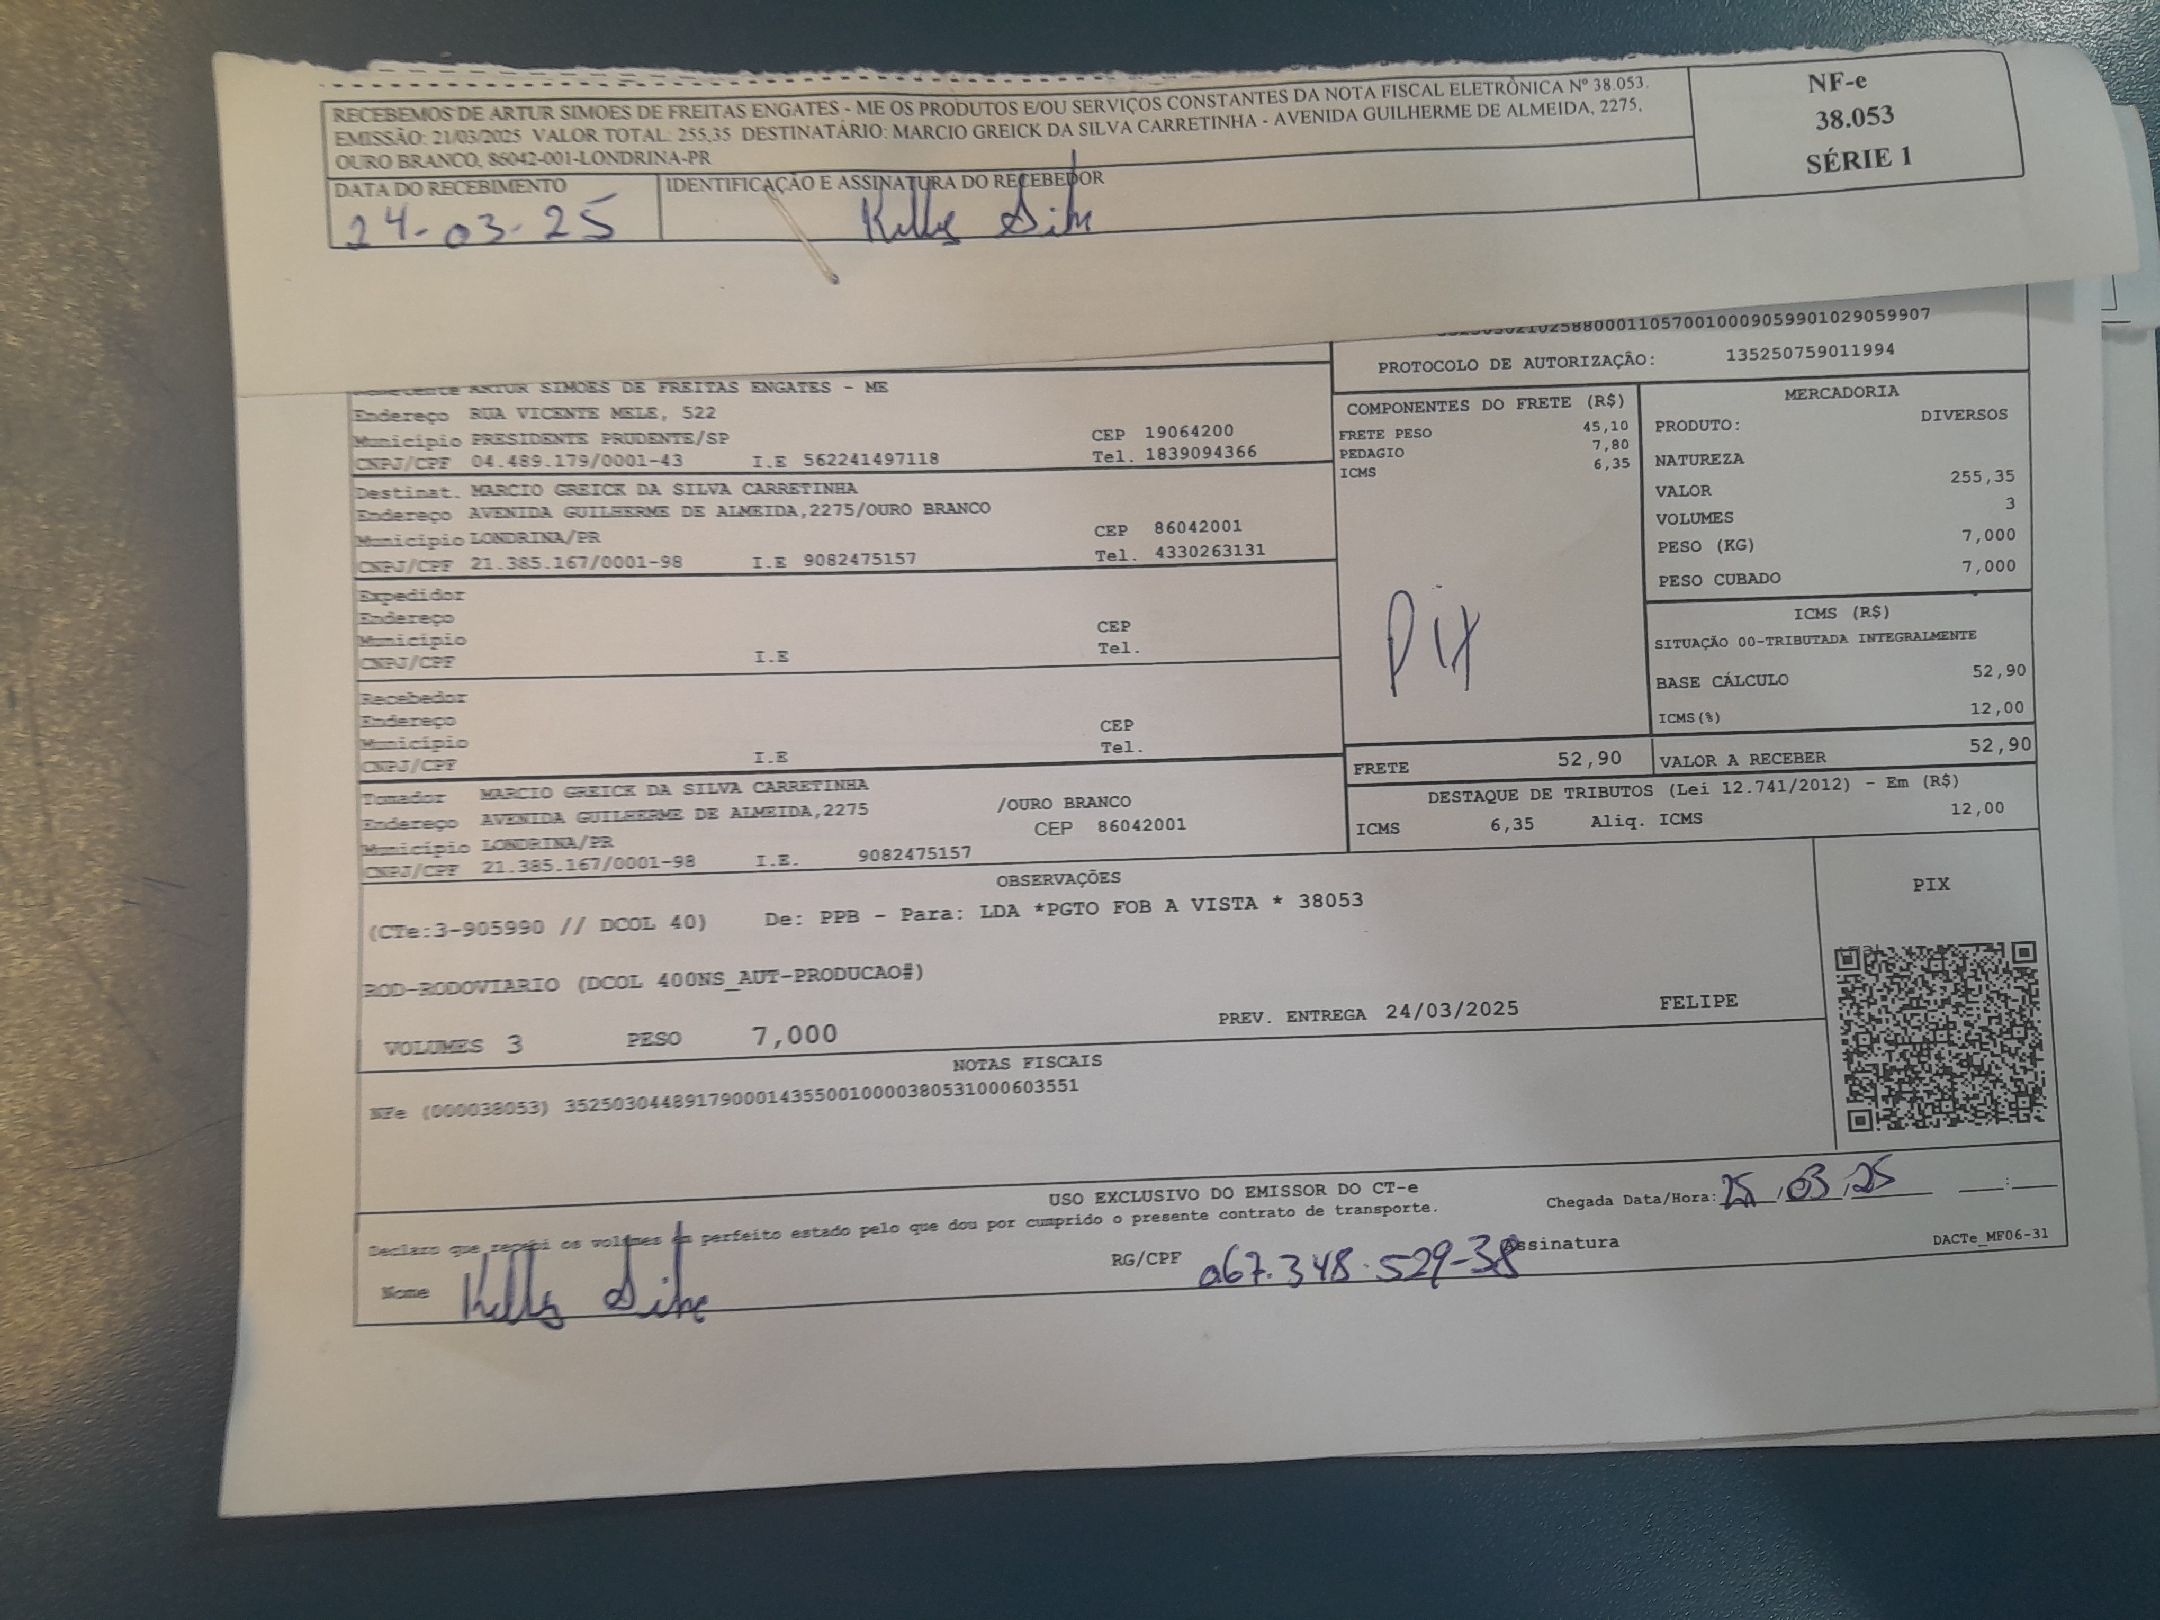 RECEBEMOS DE ARTUR SIMOES DE FREITAS ENGATES - ME OS PRODUTOS E/OU SERVIÇOS CONSTANTES DA NOTA FISCAL ELETRÔNICA Nº 38.053.
EMISSÃO: 21/03/2025 VALOR TOTAL: 255,35 DESTINATÁRIO: MARCIO GREICK DA SILVA CARRETINHA - AVENIDA GUILHERME DE ALMEIDA, 2275,
OURO BRANCO, 86042-001-LONDRINA-PR
NF-e
38.053
SÉRIE 1
DATA DO RECEBIMENTO
24-03-25
IDENTIFICAÇÃO E ASSINATURA DO RECEBEDOR
PROTOCOLO DE AUTORIZAÇÃO: 135250759011994
ARTUR SIMOES DE FREITAS ENGATES - ME
Endereço RUA VICENTE MELE, 522
Município PRESIDENTE PRUDENTE/SP CEP 19064200
CNPJ/CPF 04.489.179/0001-43 I.E 562241497118 Tel. 1839094366
Destinat. MARCIO GREICK DA SILVA CARRETINHA
Endereço AVENIDA GUILHERME DE ALMEIDA,2275/OURO BRANCO
Município LONDRINA/PR CEP 86042001
CNPJ/CPF 21.385.167/0001-98 I.E 9082475157 Tel. 4330263131
Expedidor
Endereço
Município CEP
CNPJ/CPF I.E Tel.
Recebedor
Endereço
Município CEP
CNPJ/CPF I.E Tel.
Tomador MARCIO GREICK DA SILVA CARRETINHA
Endereço AVENIDA GUILHERME DE ALMEIDA,2275 /OURO BRANCO
Município LONDRINA/PR CEP 86042001
CNPJ/CPF 21.385.167/0001-98 I.E. 9082475157
COMPONENTES DO FRETE (R$)
FRETE PESO 45,10
PEDAGIO 7,80
ICMS 6,35
Pix
MERCADORIA
PRODUTO: DIVERSOS
NATUREZA
VALOR 255,35
VOLUMES 3
PESO (KG) 7,000
PESO CUBADO 7,000
ICMS (R$)
SITUAÇÃO 00-TRIBUTADA INTEGRALMENTE
BASE CÁLCULO 52,90
ICMS(%) 12,00
FRETE 52,90
VALOR A RECEBER 52,90
DESTAQUE DE TRIBUTOS (Lei 12.741/2012) - Em (R$)
ICMS 6,35 Aliq. ICMS 12,00
OBSERVAÇÕES
(CTe:3-905990 // DCOL 40) De: PPB - Para: LDA *PGTO FOB A VISTA * 38053
ROD-RODOVIARIO (DCOL 400NS_AUT-PRODUCAO#)
VOLUMES 3 PESO 7,000 PREV. ENTREGA 24/03/2025 FELIPE
PIX
NOTAS FISCAIS
NFe (000038053) 35250304489179000143550010000380531000603551
USO EXCLUSIVO DO EMISSOR DO CT-e
Declaro que recebi os volumes em perfeito estado pelo que dou por cumprido o presente contrato de transporte.
Chegada Data/Hora: /03/25 :
Nome
RG/CPF 067.348.529-38 Assinatura
DACTe_MF06-31